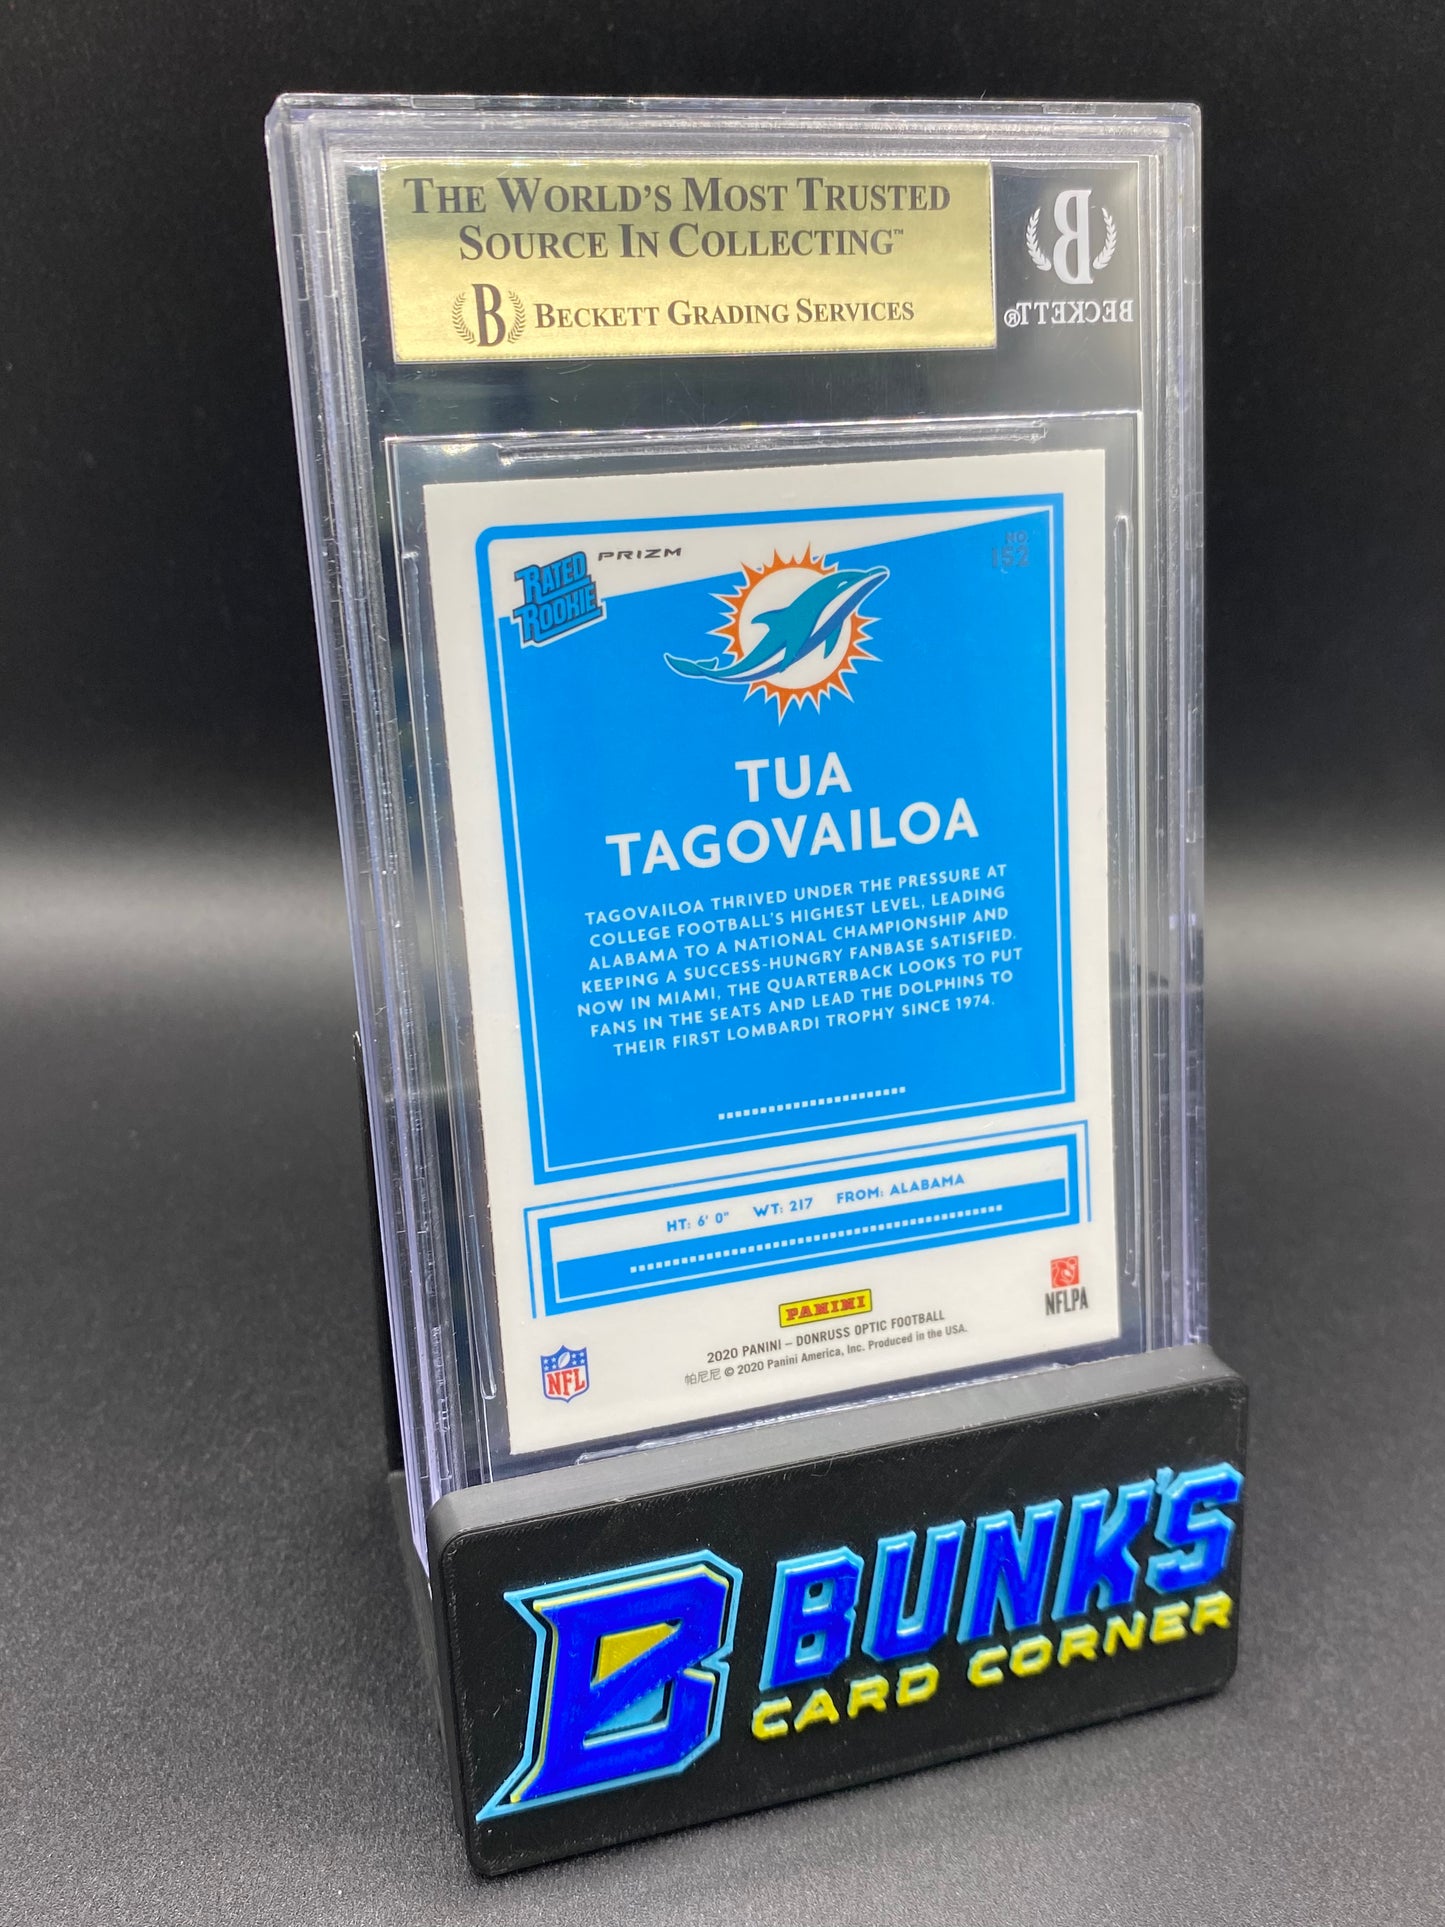 THE WORLD'S MOST TRUSTED
SOURCE IN COLLECTING™
B BECKETT GRADING SERVICES
B
BECKETT®
RATED
ROOKIE
PRIZM
NO.
152
TUA
TAGOVAILOA
TAGOVAILOA THRIVED UNDER THE PRESSURE AT
COLLEGE FOOTBALL'S HIGHEST LEVEL, LEADING
ALABAMA TO A NATIONAL CHAMPIONSHIP AND
KEEPING A SUCCESS-HUNGRY FANBASE SATISFIED.
NOW IN MIAMI, THE QUARTERBACK LOOKS TO PUT
FANS IN THE SEATS AND LEAD THE DOLPHINS TO
THEIR FIRST LOMBARDI TROPHY SINCE 1974.
HT: 6' 0" WT: 217 FROM: ALABAMA
PANINI
NFL
2020 PANINI – DONRUSS OPTIC FOOTBALL
帕尼尼 © 2020 Panini America, Inc. Produced in the USA.
NFLPA
B BUNK'S
CARD CORNER